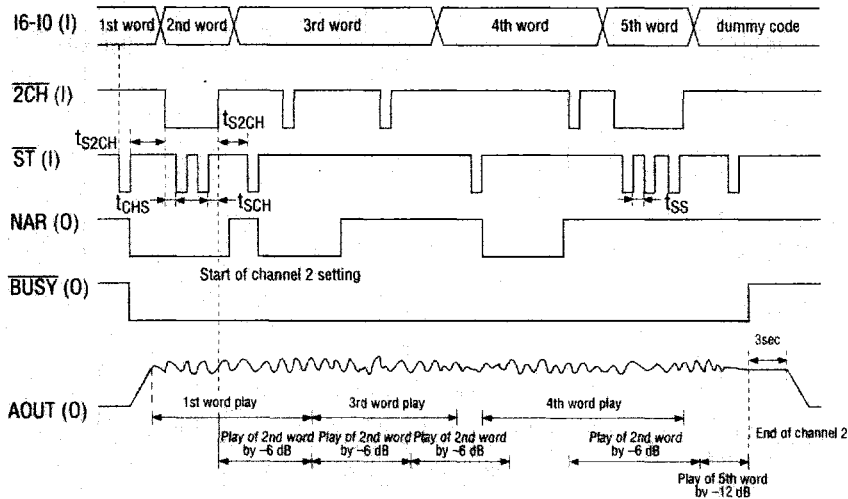 I6-I0 (I) 1st word 2nd word 3rd word 4th word 5th word dummy code
2CH (I)
tS2CH
tS2CH
ST (I)
tCHS
tSCH
tSS
NAR (O)
Start of channel 2 setting
BUSY (O)
3sec
AOUT (O)
1st word play 3rd word play 4th word play
End of channel 2
Play of 2nd word
by –6 dB
Play of 2nd word
by –6 dB
Play of 2nd word
by –6 dB
Play of 2nd word
by –6 dB
Play of 5th word
by –12 dB